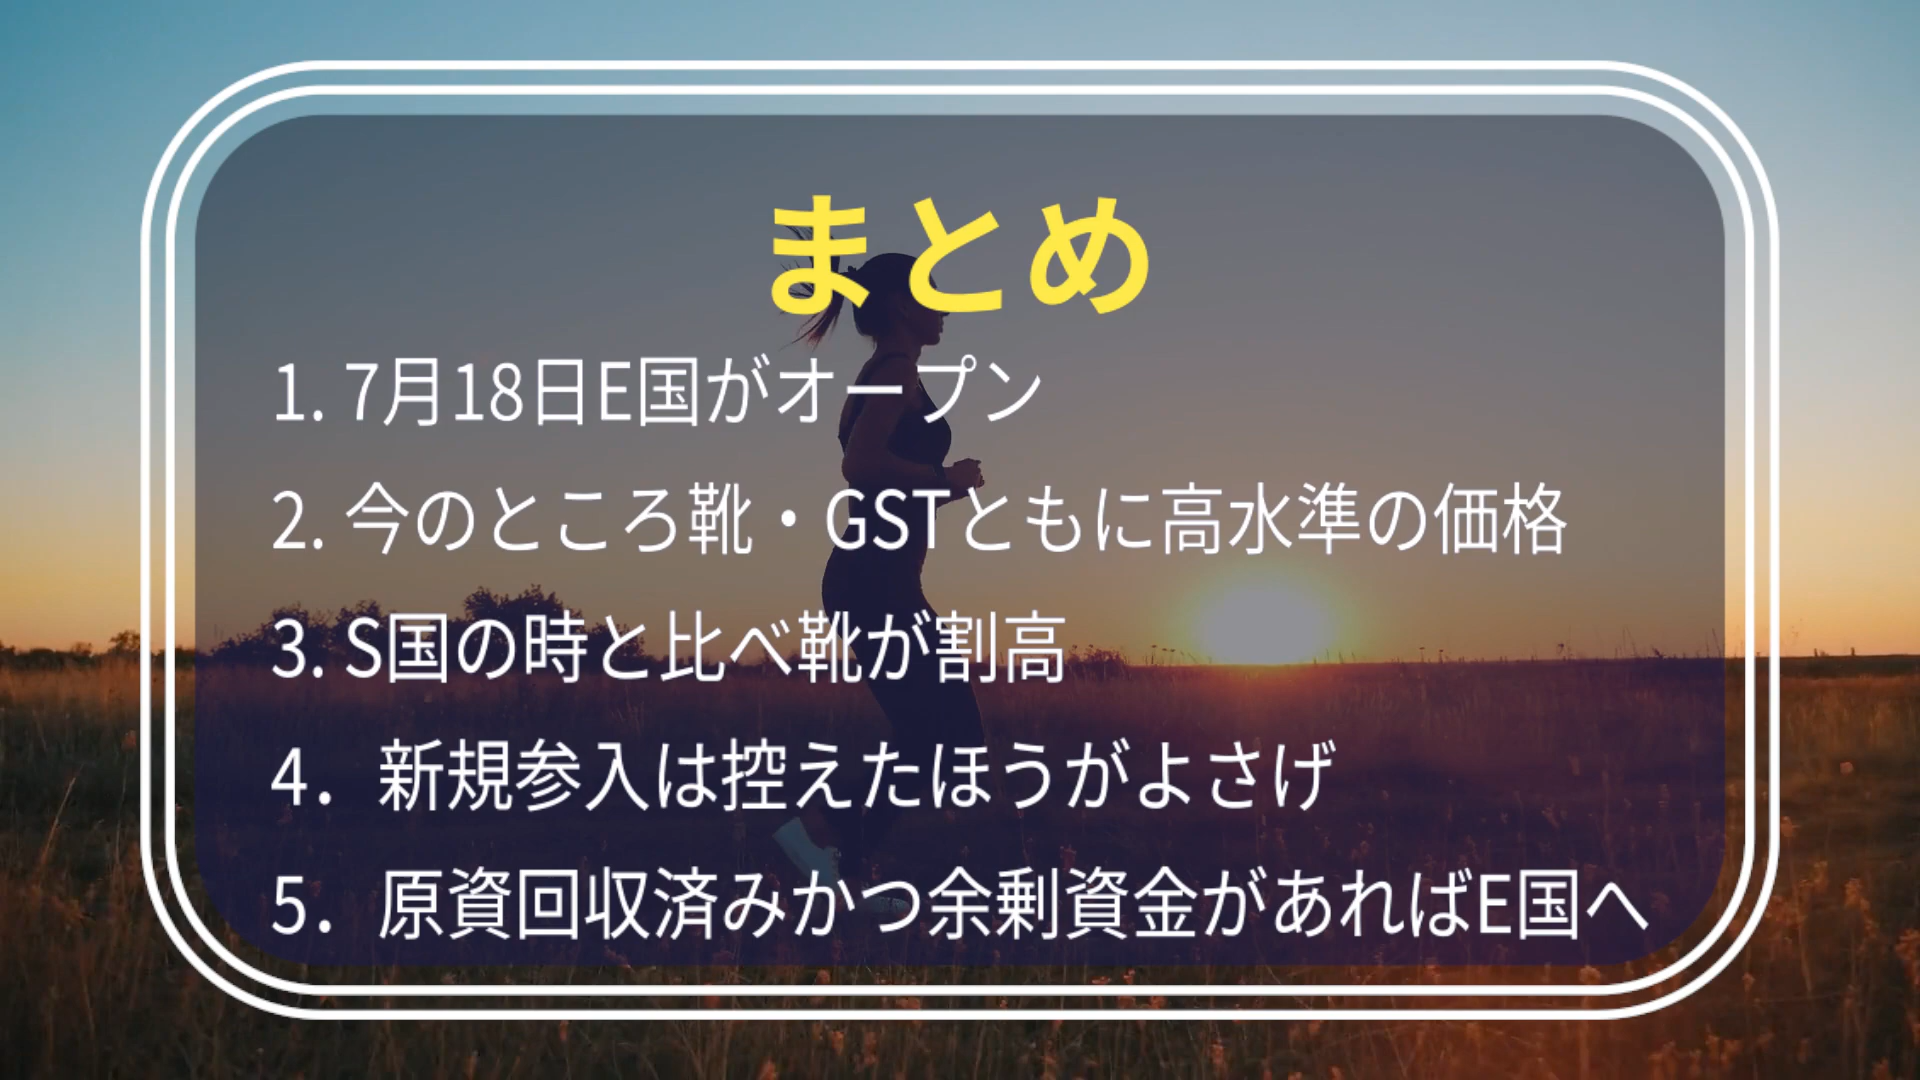 まとめ
1. 7月18日E国がオープン
2. 今のところ靴・GSTともに高水準の価格
3. S国の時と比べ靴が割高
4. 新規参入は控えたほうがよさげ
5. 原資回収済みかつ余剰資金があればE国へ